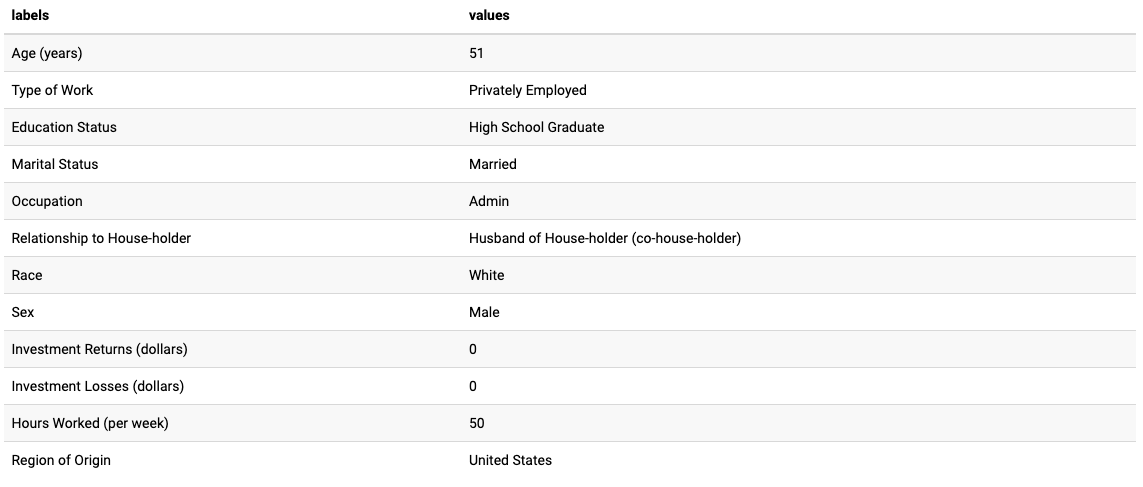 labels values
Age (years) 51
Type of Work Privately Employed
Education Status High School Graduate
Marital Status Married
Occupation Admin
Relationship to House-holder Husband of House-holder (co-house-holder)
Race White
Sex Male
Investment Returns (dollars) 0
Investment Losses (dollars) 0
Hours Worked (per week) 50
Region of Origin United States